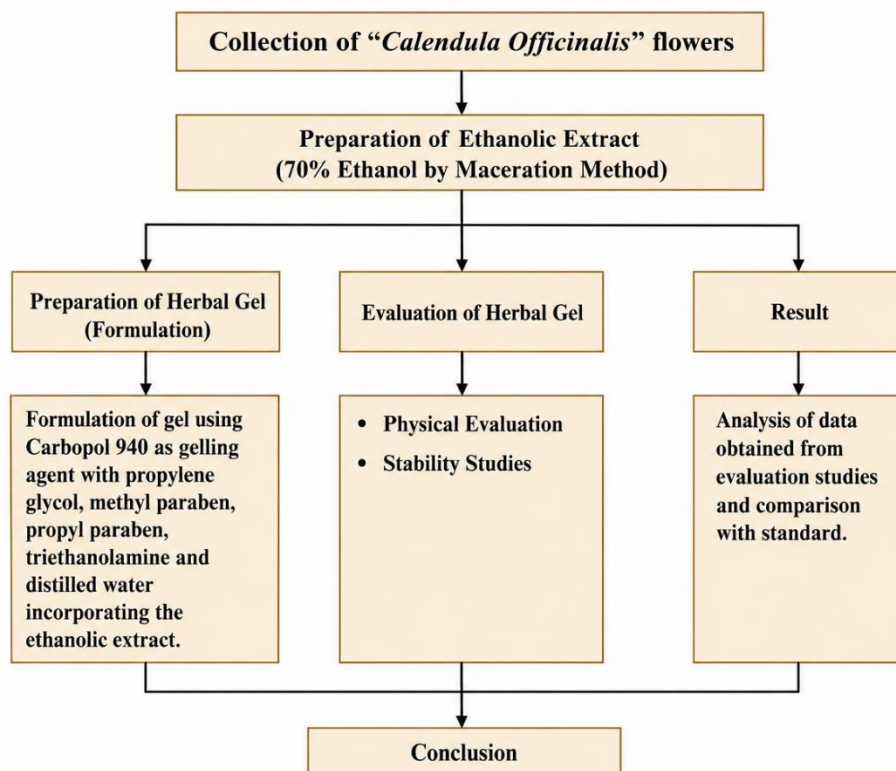 Collection of “Calendula Officinalis” flowers
Preparation of Ethanolic Extract
(70% Ethanol by Maceration Method)
Preparation of Herbal Gel
(Formulation)
Evaluation of Herbal Gel
Result
Formulation of gel using
Carbopol 940 as gelling
agent with propylene
glycol, methyl paraben,
propyl paraben,
triethanolamine and
distilled water
incorporating the
ethanolic extract.
• Physical Evaluation
• Stability Studies
Analysis of data
obtained from
evaluation studies
and comparison
with standard.
Conclusion